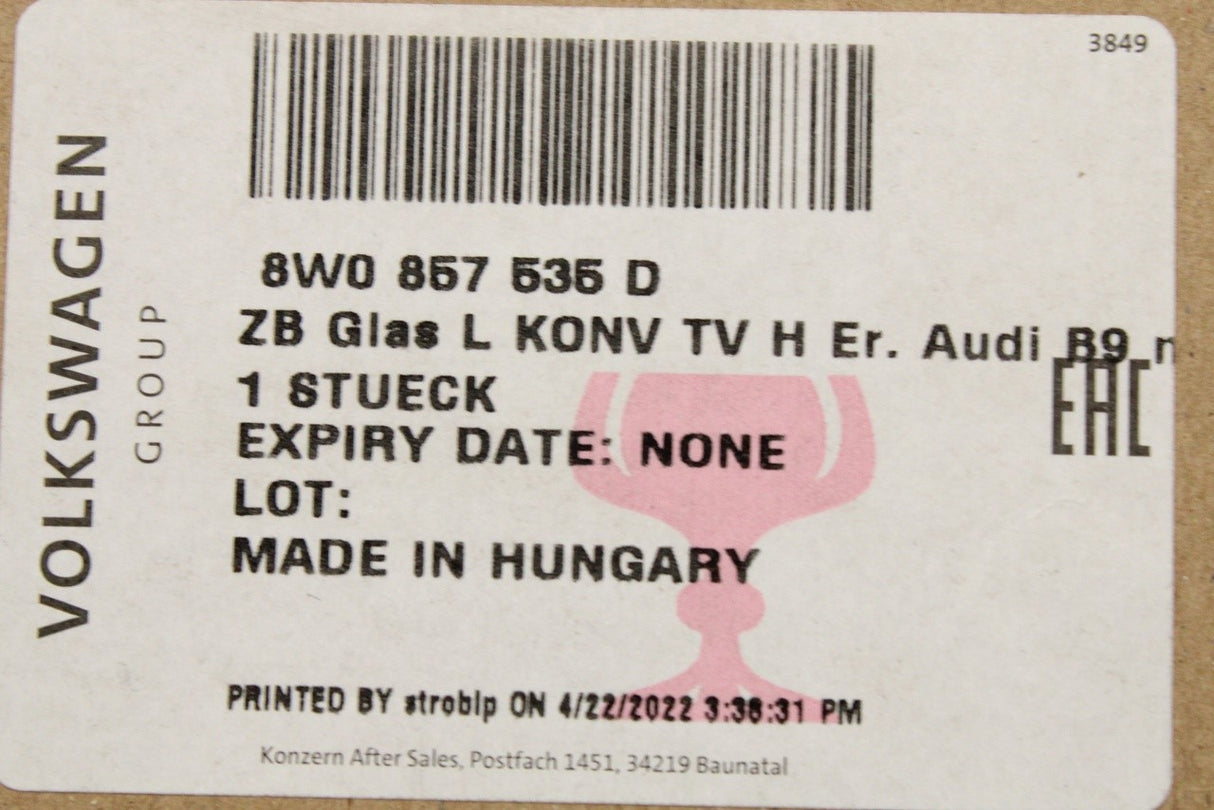 3849
VOLKSWAGEN
GROUP
8W0 857 535 D
ZB Glas L KONV TV H Er. Audi B9 n
EAC
1 STUECK
EXPIRY DATE: NONE
LOT:
MADE IN HUNGARY
PRINTED BY stroblp ON 4/22/2022 3:38:31 PM
Konzern After Sales, Postfach 1451, 34219 Baunatal